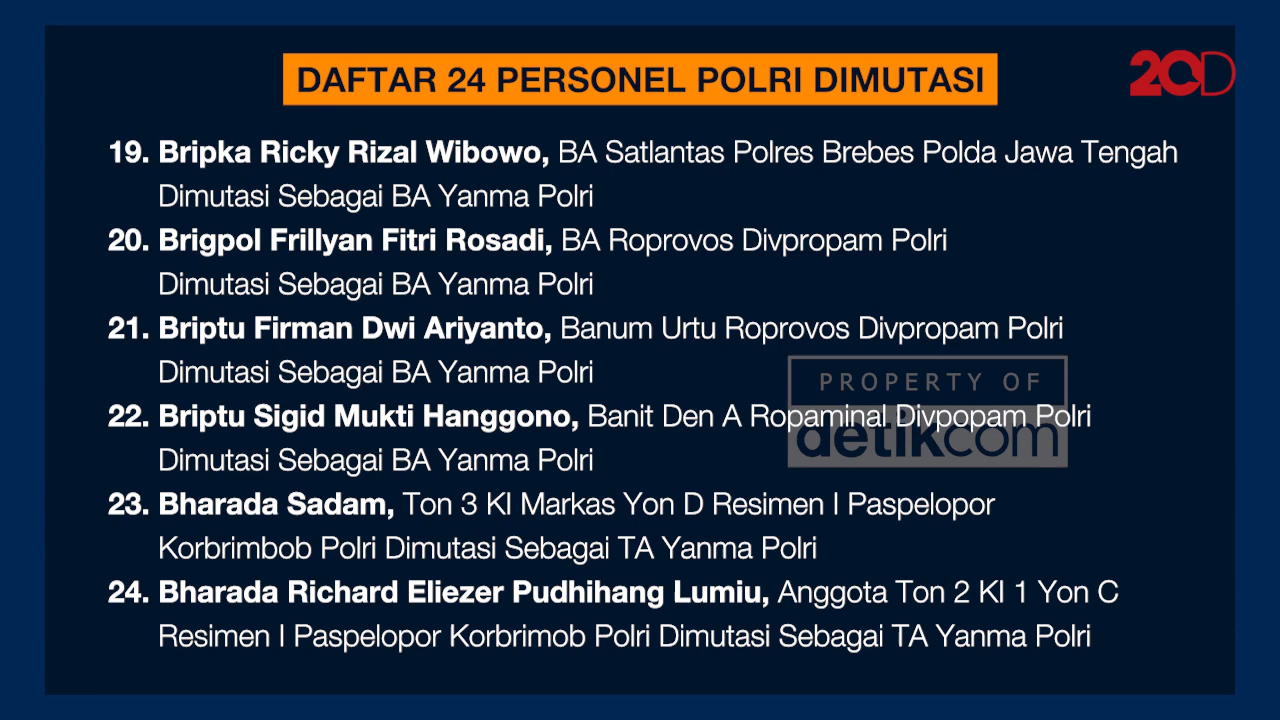 DAFTAR 24 PERSONEL POLRI DIMUTASI
20D
19. Bripka Ricky Rizal Wibowo, BA Satlantas Polres Brebes Polda Jawa Tengah
Dimutasi Sebagai BA Yanma Polri
20. Brigpol Frillyan Fitri Rosadi, BA Roprovos Divpropam Polri
Dimutasi Sebagai BA Yanma Polri
21. Briptu Firman Dwi Ariyanto, Banum Urtu Roprovos Divpropam Polri
Dimutasi Sebagai BA Yanma Polri
PROPERTY OF
22. Briptu Sigid Mukti Hanggono, Banit Den A Ropaminal Divpopam Polri
detikcom
Dimutasi Sebagai BA Yanma Polri
23. Bharada Sadam, Ton 3 KI Markas Yon D Resimen I Paspelopor
Korbrimbob Polri Dimutasi Sebagai TA Yanma Polri
24. Bharada Richard Eliezer Pudhihang Lumiu, Anggota Ton 2 KI 1 Yon C
Resimen I Paspelopor Korbrimob Polri Dimutasi Sebagai TA Yanma Polri